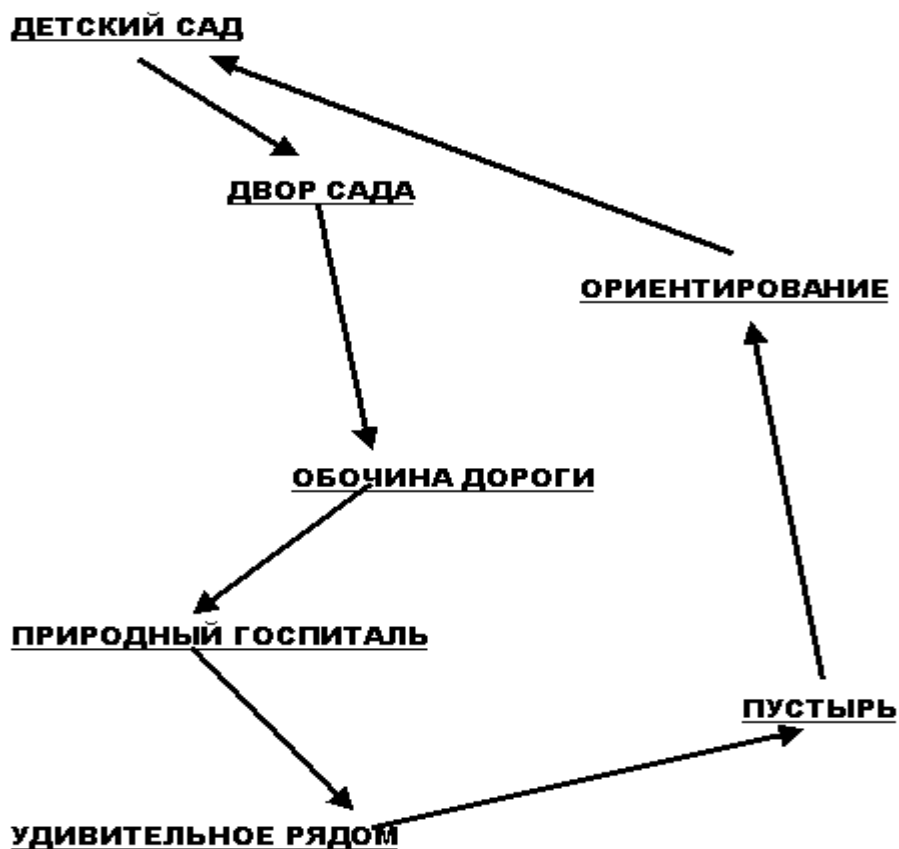 ДЕТСКИЙ САД
ДВОР САДА
ОРИЕНТИРОВАНИЕ
ОБОЧИНА ДОРОГИ
ПРИРОДНЫЙ ГОСПИТАЛЬ
ПУСТЫРЬ
УДИВИТЕЛЬНОЕ РЯДОМ